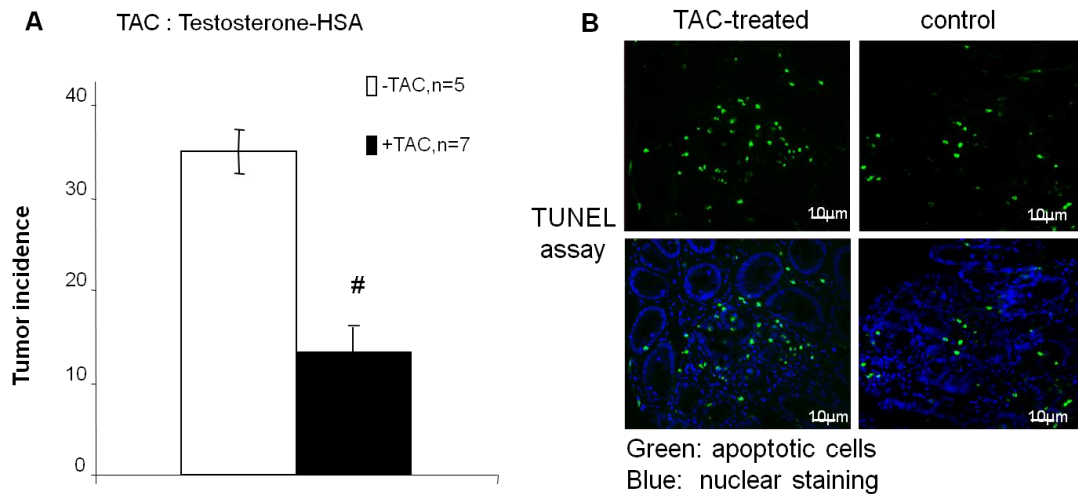 A
TAC : Testosterone-HSA
40
30
20
10
0
Tumor incidence
-TAC,n=5
+TAC,n=7
#
B
TAC-treated
control
TUNEL
assay
10µm
10µm
10µm
10µm
Green: apoptotic cells
Blue: nuclear staining